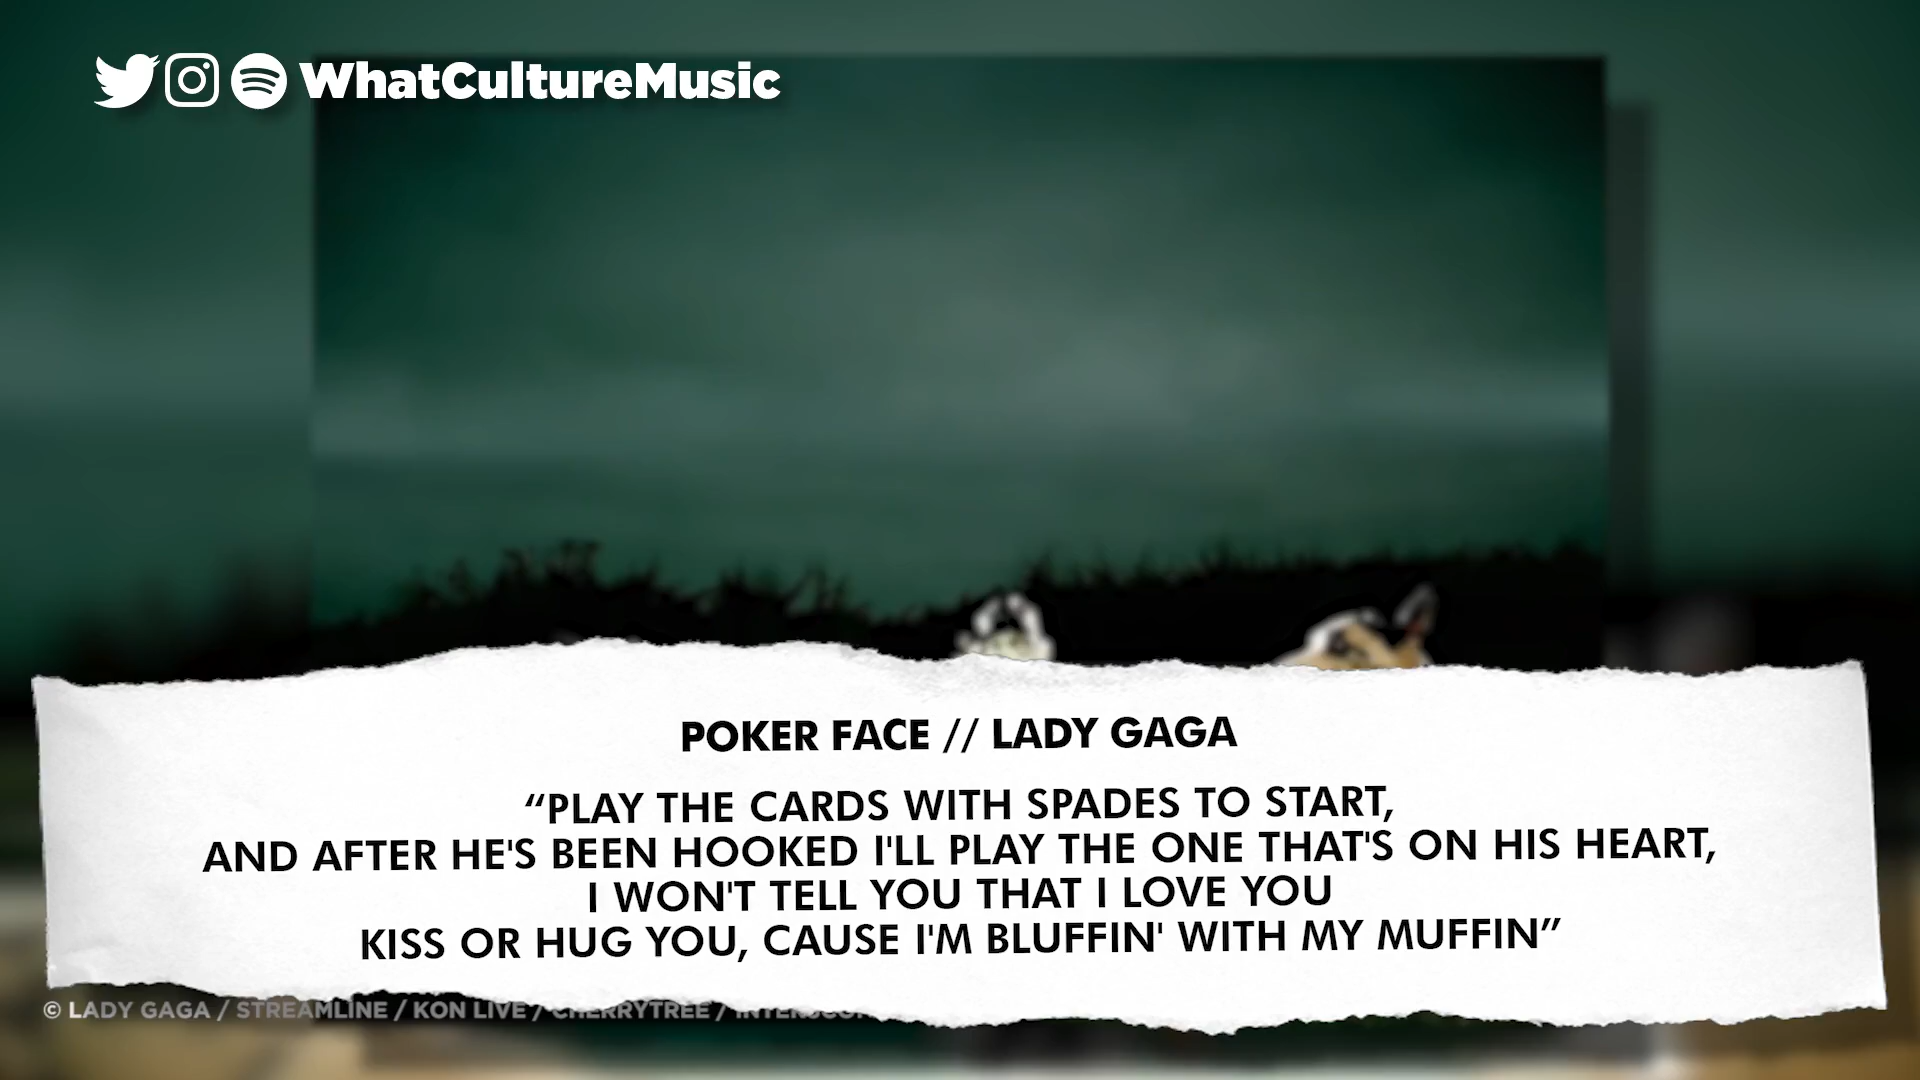 WhatCultureMusic
POKER FACE // LADY GAGA
“PLAY THE CARDS WITH SPADES TO START,
AND AFTER HE'S BEEN HOOKED I'LL PLAY THE ONE THAT'S ON HIS HEART,
I WON'T TELL YOU THAT I LOVE YOU
KISS OR HUG YOU, CAUSE I'M BLUFFIN' WITH MY MUFFIN”
© LADY GAGA / STREAMLINE / KON LIVE / CHERRYTREE /